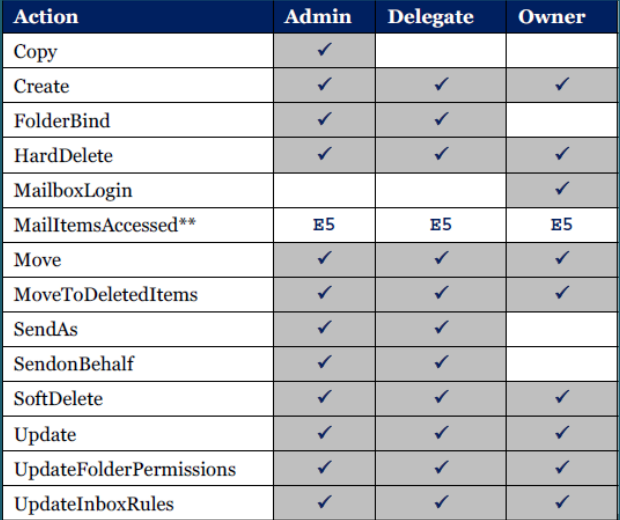 Action Admin Delegate Owner
Copy ✓
Create ✓ ✓ ✓
FolderBind ✓ ✓
HardDelete ✓ ✓ ✓
MailboxLogin ✓
MailItemsAccessed** E5 E5 E5
Move ✓ ✓ ✓
MoveToDeletedItems ✓ ✓ ✓
SendAs ✓ ✓
SendonBehalf ✓ ✓
SoftDelete ✓ ✓ ✓
Update ✓ ✓ ✓
UpdateFolderPermissions ✓ ✓ ✓
UpdateInboxRules ✓ ✓ ✓